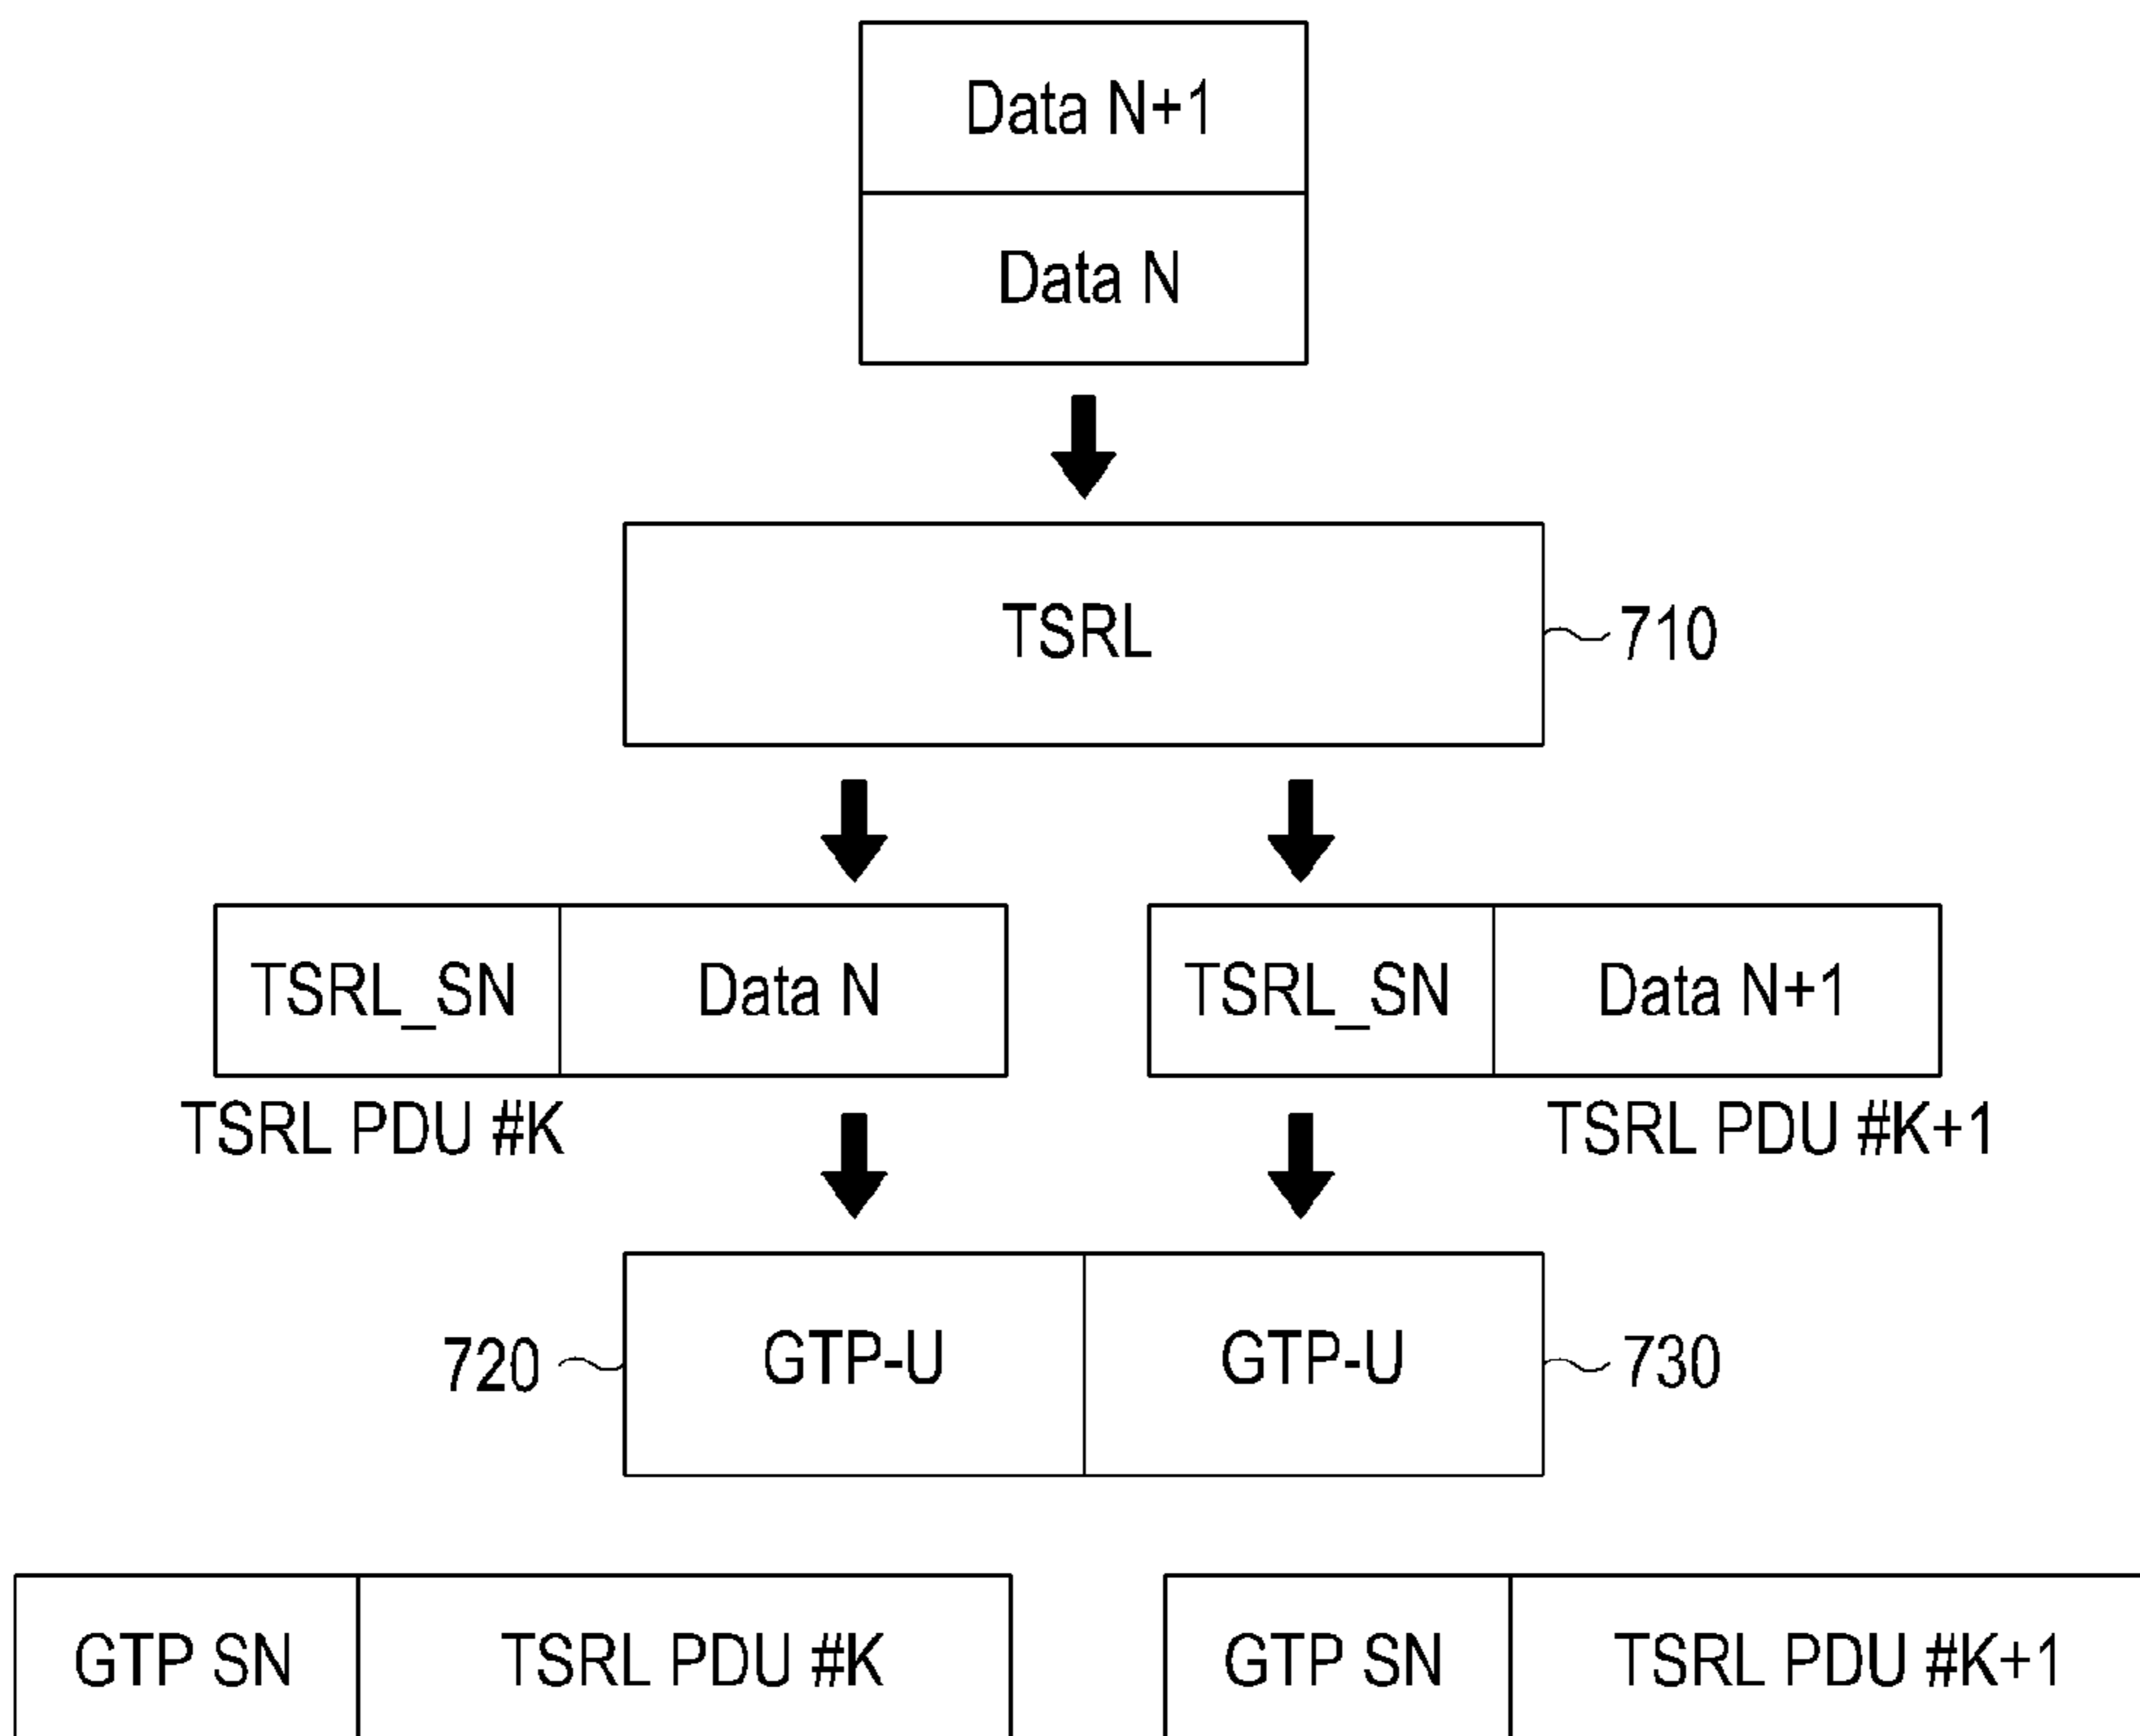 Data N+1
Data N
TSRL
710
TSRL_SN Data N TSRL_SN Data N+1
TSRL PDU #K TSRL PDU #K+1
720 GTP-U GTP-U 730
GTP SN TSRL PDU #K GTP SN TSRL PDU #K+1